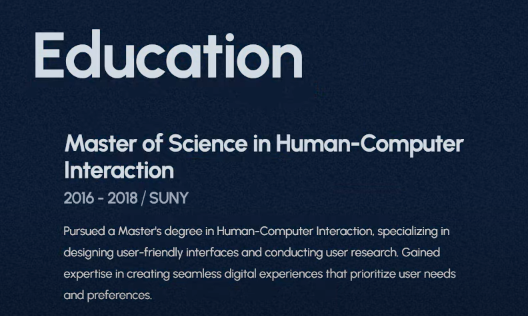 Education
Master of Science in Human-Computer
Interaction
2016 - 2018 / SUNY
Pursued a Master's degree in Human-Computer Interaction, specializing in
designing user-friendly interfaces and conducting user research. Gained
expertise in creating seamless digital experiences that prioritize user needs
and preferences.